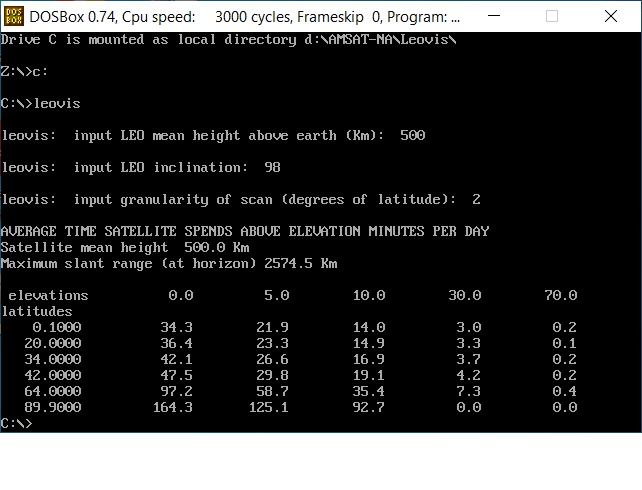 DOS BOX DOSBox 0.74, Cpu speed: 3000 cycles, Frameskip 0, Program: ...
Drive C is mounted as local directory d:\AMSAT-NA\Leovis\
Z:\>c:
C:\>leovis
leovis: input LEO mean height above earth (Km): 500
leovis: input LEO inclination: 98
leovis: input granularity of scan (degrees of latitude): 2
AVERAGE TIME SATELLITE SPENDS ABOVE ELEVATION MINUTES PER DAY
Satellite mean height 500.0 Km
Maximum slant range (at horizon) 2574.5 Km
elevations 0.0 5.0 10.0 30.0 70.0
latitudes
0.1000 34.3 21.9 14.0 3.0 0.2
20.0000 36.4 23.3 14.9 3.3 0.1
34.0000 42.1 26.6 16.9 3.7 0.2
42.0000 47.5 29.8 19.1 4.2 0.2
64.0000 97.2 58.7 35.4 7.3 0.4
89.9000 164.3 125.1 92.7 0.0 0.0
C:\>